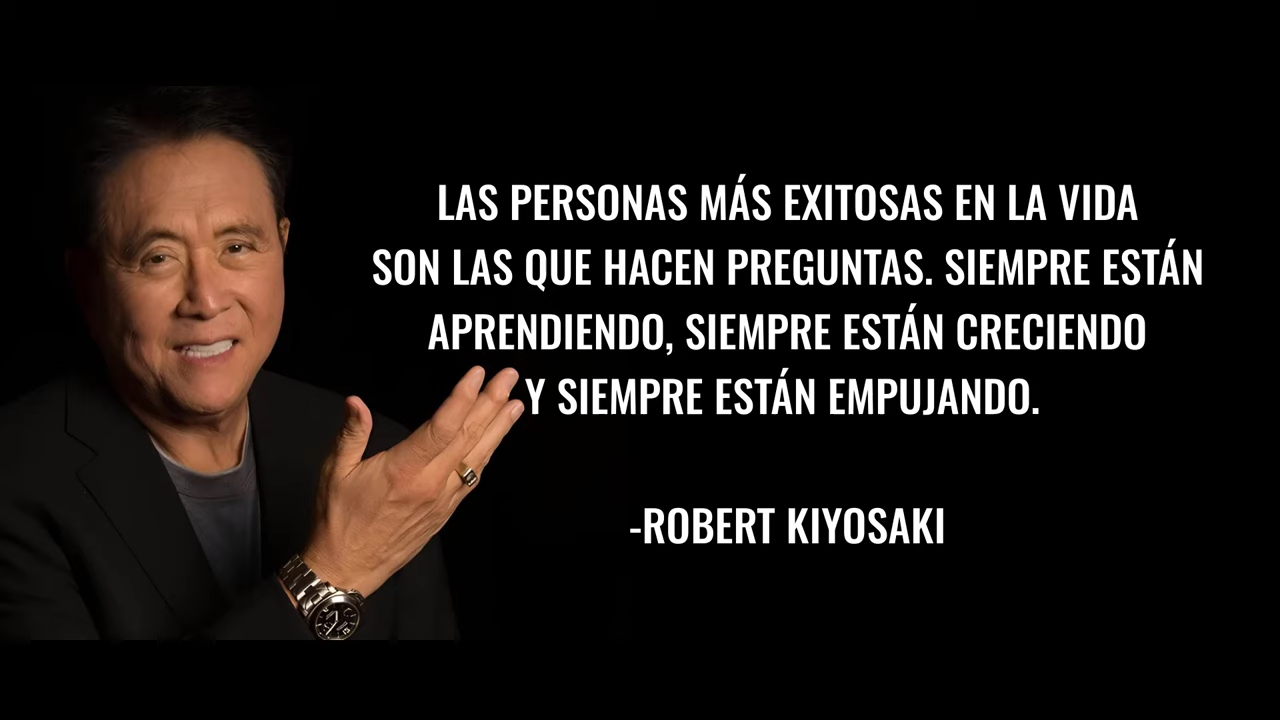 LAS PERSONAS MÁS EXITOSAS EN LA VIDA
SON LAS QUE HACEN PREGUNTAS. SIEMPRE ESTÁN
APRENDIENDO, SIEMPRE ESTÁN CRECIENDO
Y SIEMPRE ESTÁN EMPUJANDO.
-ROBERT KIYOSAKI